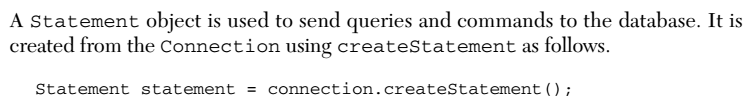 A Statement object is used to send queries and commands to the database. It is
created from the Connection using createStatement as follows.
Statement statement = connection.createStatement();